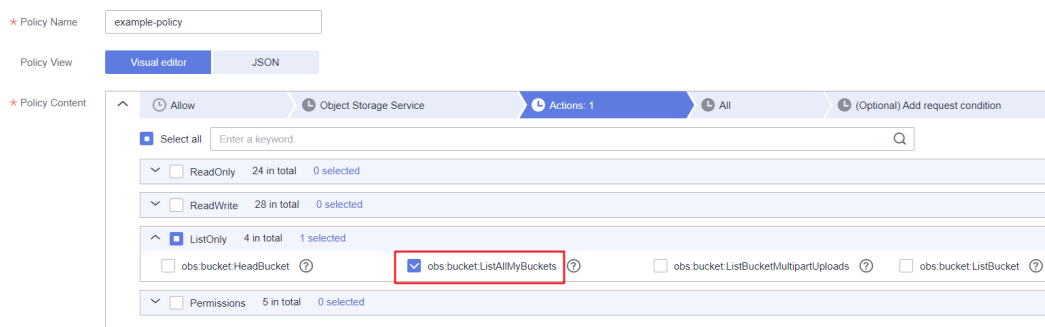 * Policy Name example-policy
Policy View Visual editor JSON
* Policy Content Allow Object Storage Service Actions: 1 All (Optional) Add request condition
Select all Enter a keyword.
ReadOnly 24 in total 0 selected
ReadWrite 28 in total 0 selected
ListOnly 4 in total 1 selected
obs:bucket:HeadBucket ? obs:bucket:ListAllMyBuckets ? obs:bucket:ListBucketMultipartUploads ? obs:bucket:ListBucket ?
Permissions 5 in total 0 selected